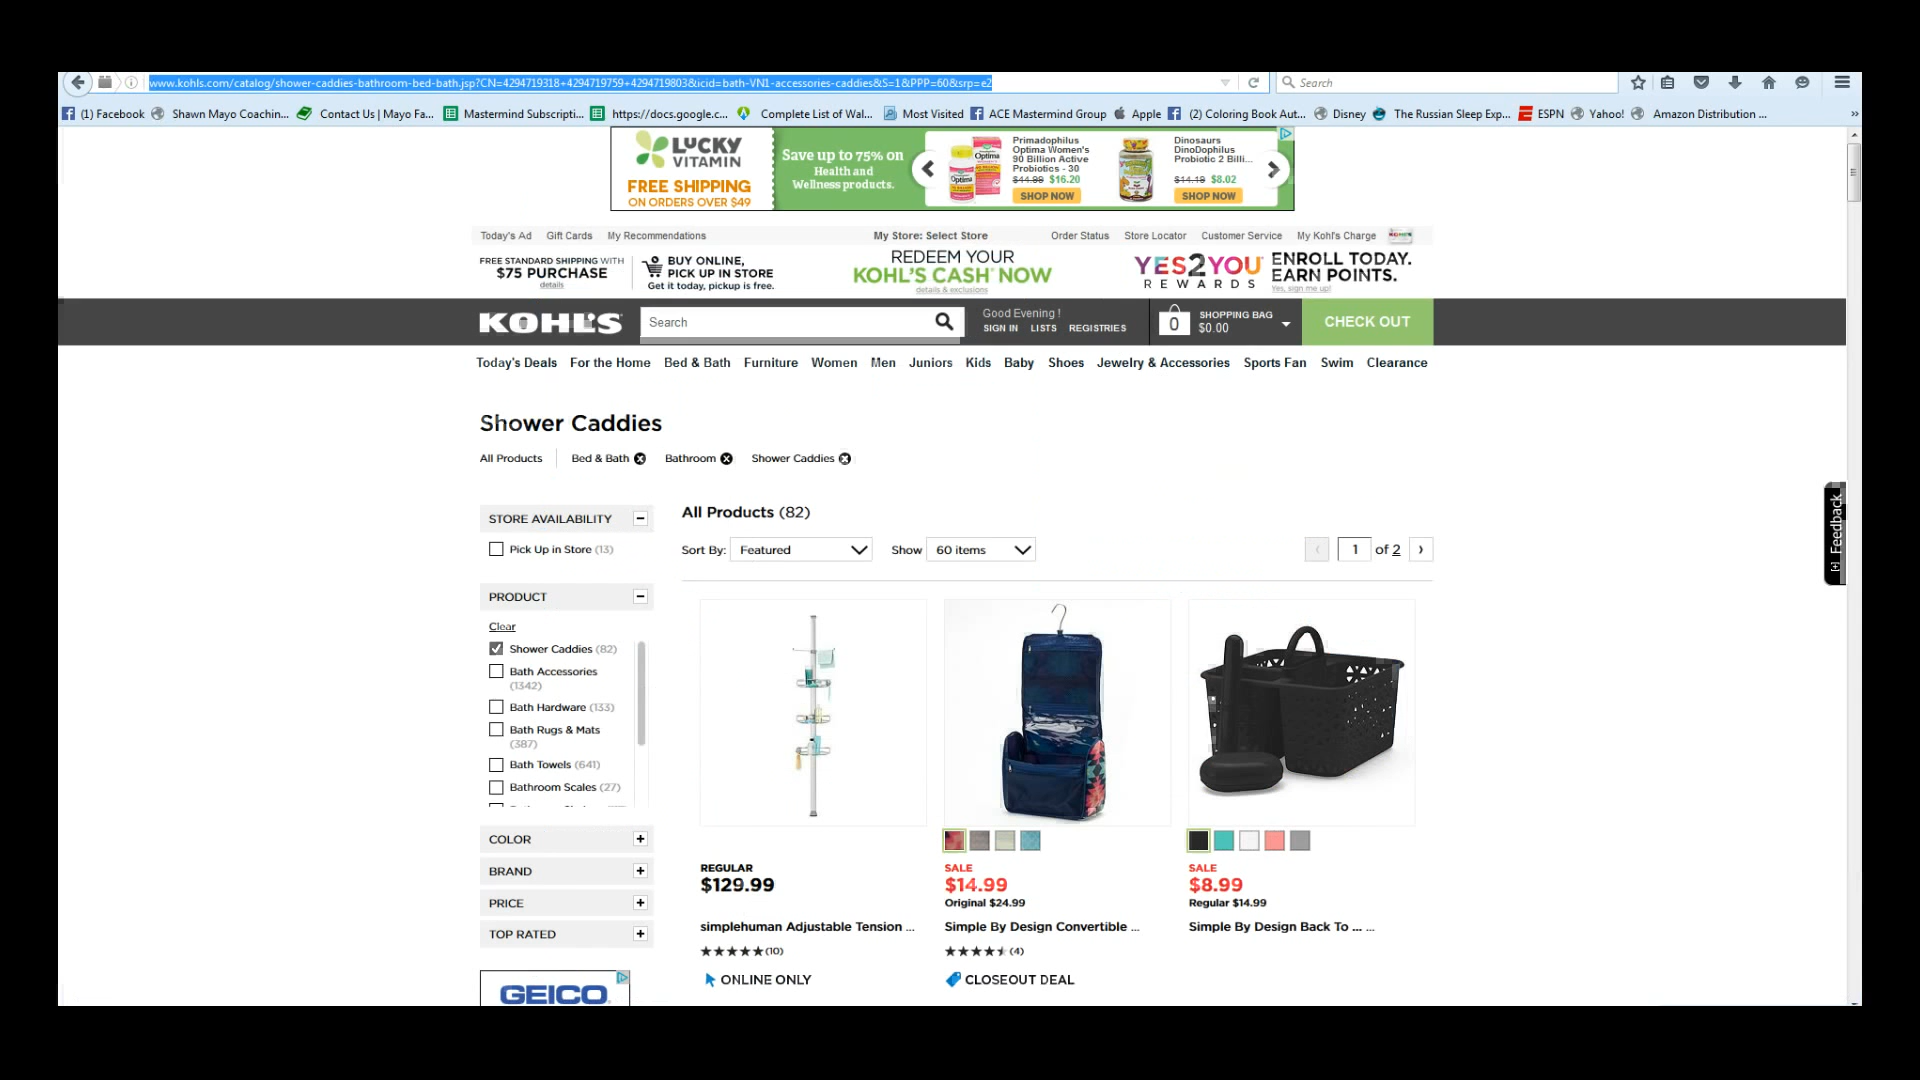 www.kohls.com/catalog/shower-caddies-bathroom-bed-bath.jsp?CN=4294719318+4294719759+4294719803&icid=bath-VN1-accessories-caddies&S=1&PPP=60&srp=e2
Search
(1) Facebook
Shawn Mayo Coachin...
Contact Us | Mayo Fa...
Mastermind Subscripti...
https://docs.google.c...
Complete List of Wal...
Most Visited
ACE Mastermind Group
Apple
(2) Coloring Book Aut...
Disney
The Russian Sleep Exp...
ESPN
Yahoo!
Amazon Distribution ...
LUCKY
VITAMIN
FREE SHIPPING
ON ORDERS OVER $49
Save up to 75% on
Health and
Wellness products.
Primadophilus
Optima Women's
90 Billion Active
Probiotics - 30
$44.99 $16.20
SHOP NOW
Dinosaurs
DinoDophilus
Probiotic 2 Billi...
$14.19 $8.02
SHOP NOW
Today's Ad
Gift Cards
My Recommendations
My Store: Select Store
Order Status
Store Locator
Customer Service
My Kohl's Charge
FREE STANDARD SHIPPING WITH
$75 PURCHASE
details
BUY ONLINE,
PICK UP IN STORE
Get it today, pickup is free.
REDEEM YOUR
KOHL'S CASH® NOW
details & exclusions
YES2YOU
REWARDS
ENROLL TODAY.
EARN POINTS.
Yes, sign me up!
KOHL'S
Search
Good Evening !
SIGN IN LISTS REGISTRIES
0
SHOPPING BAG
$0.00
CHECK OUT
Today's Deals
For the Home
Bed & Bath
Furniture
Women
Men
Juniors
Kids
Baby
Shoes
Jewelry & Accessories
Sports Fan
Swim
Clearance
Shower Caddies
All Products
Bed & Bath
Bathroom
Shower Caddies
STORE AVAILABILITY
Pick Up in Store (13)
PRODUCT
Clear
Shower Caddies (82)
Bath Accessories
(1342)
Bath Hardware (133)
Bath Rugs & Mats
(387)
Bath Towels (641)
Bathroom Scales (27)
COLOR
BRAND
PRICE
TOP RATED
GEICO.
All Products (82)
Sort By: Featured
Show 60 items
1 of 2
REGULAR
$129.99
simplehuman Adjustable Tension ...
(10)
ONLINE ONLY
SALE
$14.99
Original $24.99
Simple By Design Convertible ...
(4)
CLOSEOUT DEAL
SALE
$8.99
Regular $14.99
Simple By Design Back To ... ...
[+] Feedback